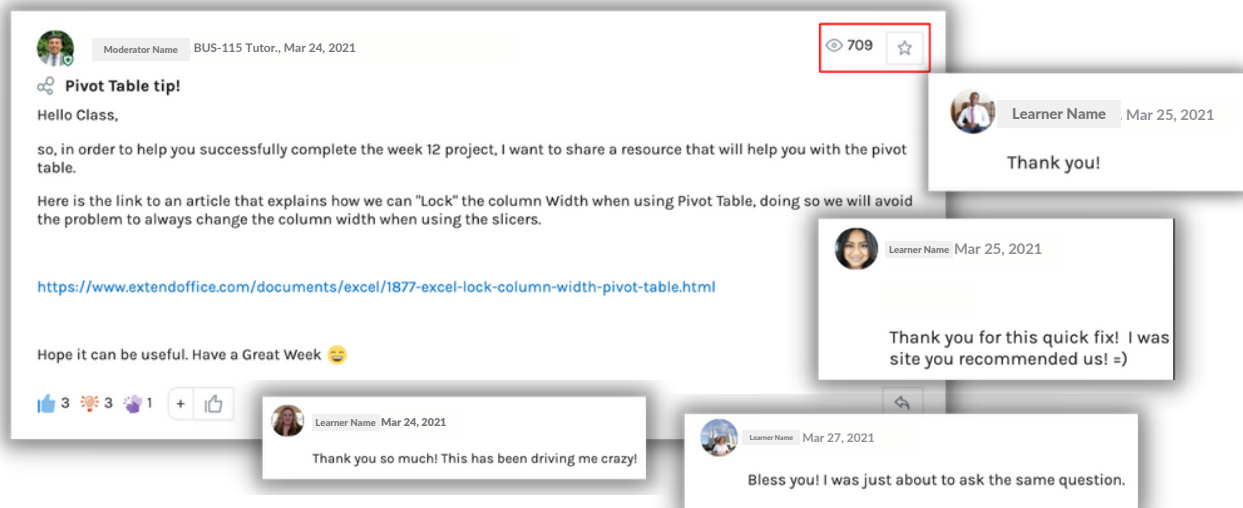 Moderator Name BUS-115 Tutor., Mar 24, 2021
709
Pivot Table tip!
Hello Class,
so, in order to help you successfully complete the week 12 project, I want to share a resource that will help you with the pivot
table.
Here is the link to an article that explains how we can "Lock" the column Width when using Pivot Table, doing so we will avoid
the problem to always change the column width when using the slicers.
https://www.extendoffice.com/documents/excel/1877-excel-lock-column-width-pivot-table.html
Hope it can be useful. Have a Great Week 😄
3 3 1 +
Learner Name Mar 25, 2021
Thank you!
Learner Name Mar 25, 2021
Thank you for this quick fix! I was
site you recommended us! =)
Learner Name Mar 24, 2021
Thank you so much! This has been driving me crazy!
Learner Name Mar 27, 2021
Bless you! I was just about to ask the same question.